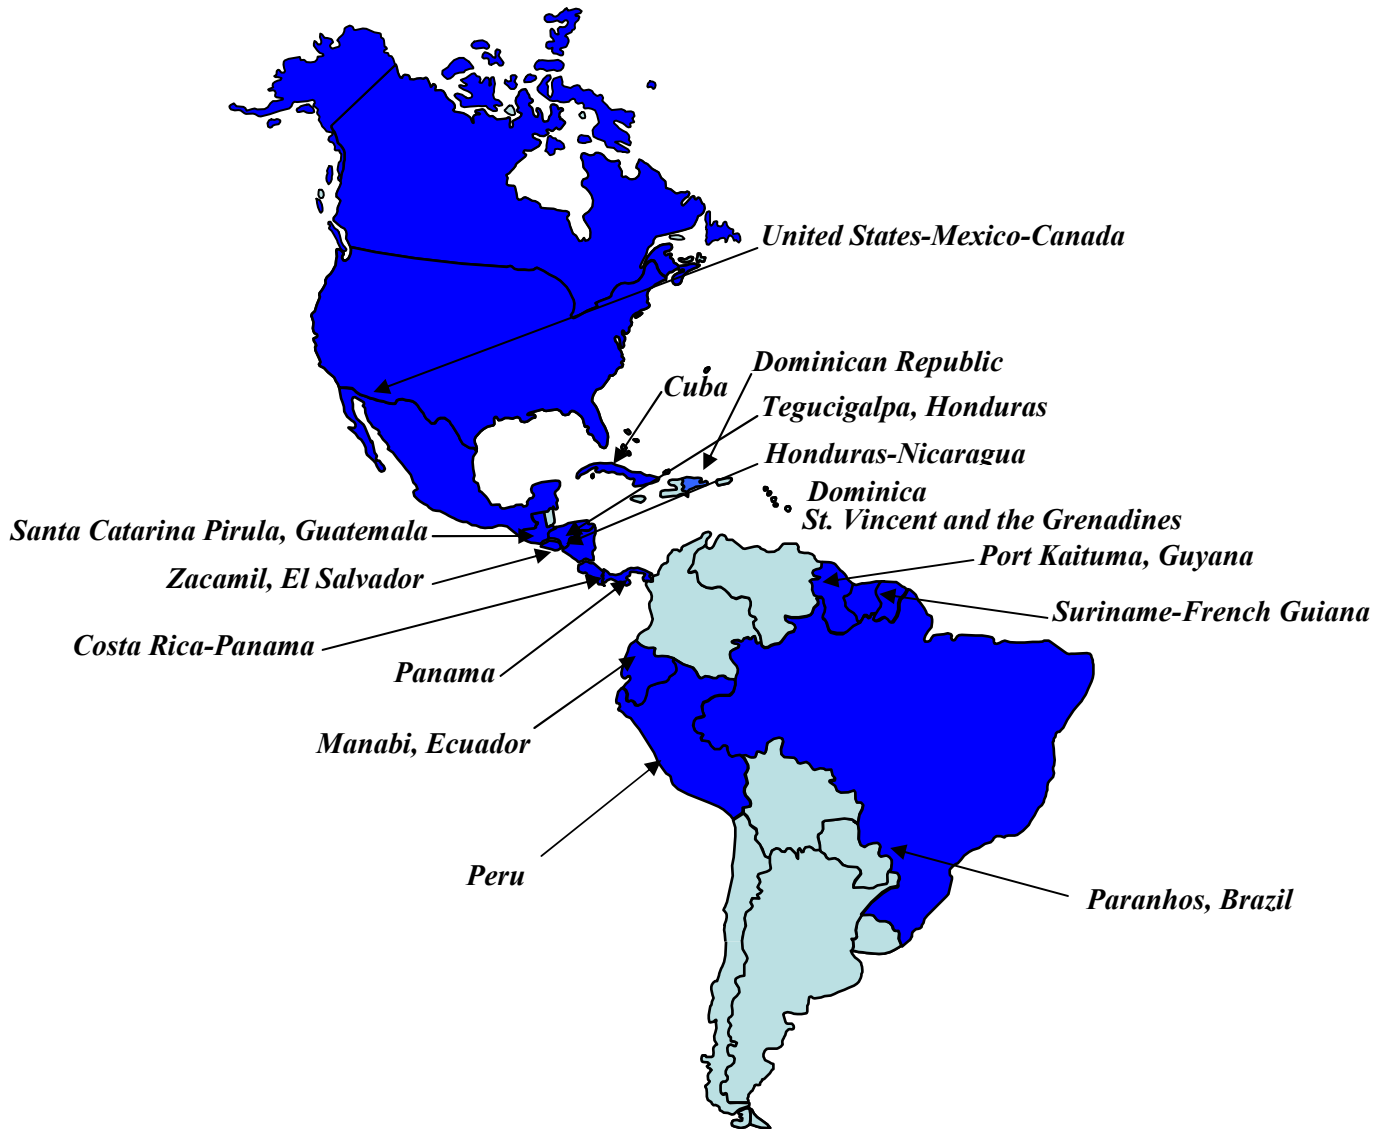 United States-Mexico-Canada
Dominican Republic
Cuba
Tegucigalpa, Honduras
Honduras-Nicaragua
Dominica
St. Vincent and the Grenadines
Santa Catarina Pirula, Guatemala
Port Kaituma, Guyana
Zacamil, El Salvador
Suriname-French Guiana
Costa Rica-Panama
Panama
Manabi, Ecuador
Peru
Paranhos, Brazil